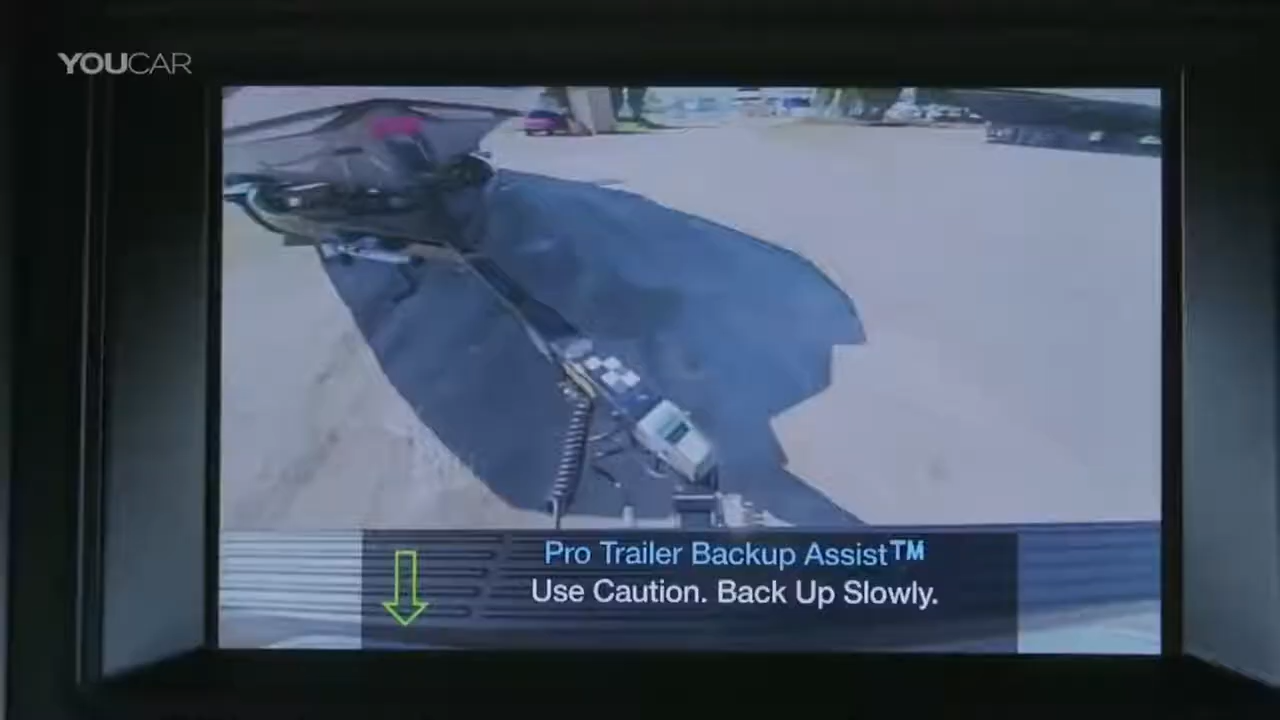 YOUCAR
Pro Trailer Backup Assist™
Use Caution. Back Up Slowly.